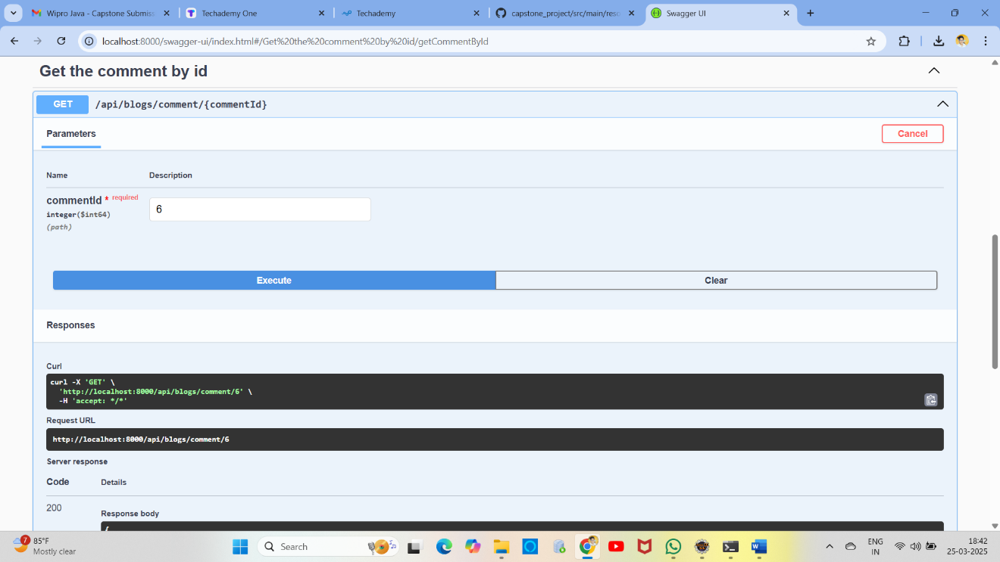 Wipro Java - Capstone Submiss
Techademy One
Techademy
capstone_project/src/main/reso
Swagger UI
localhost:8000/swagger-ui/index.html#/Get%20the%20comment%20by%20id/getCommentById
Get the comment by id
GET /api/blogs/comment/{commentId}
Parameters
Cancel
Name Description
commentId * required
integer($int64)
(path)
6
Execute
Clear
Responses
Curl
curl -X 'GET' \
'http://localhost:8000/api/blogs/comment/6' \
-H 'accept: */*'
Request URL
http://localhost:8000/api/blogs/comment/6
Server response
Code Details
200
Response body
{
7
85°F
Mostly clear
Search
ENG
IN
18:42
25-03-2025